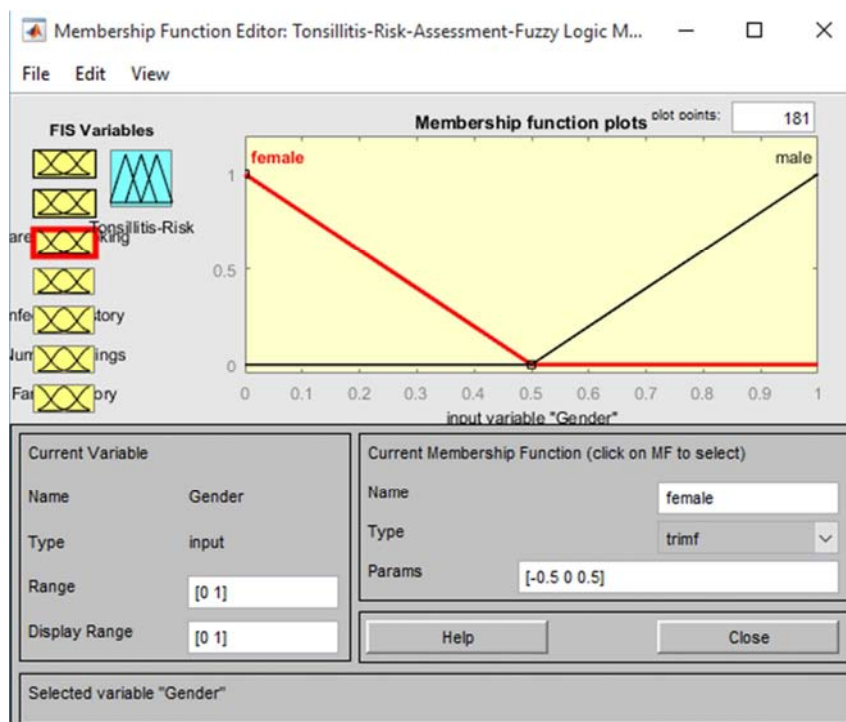 Membership Function Editor: Tonsillitis-Risk-Assessment-Fuzzy Logic M...
File Edit View
FIS Variables
Membership function plots
plot points:
181
Tonsillitis-Risk
female
male
1
0.5
0
0 0.1 0.2 0.3 0.4 0.5 0.6 0.7 0.8 0.9 1
input variable "Gender"
Current Variable
Name Gender
Type input
Range [0 1]
Display Range [0 1]
Current Membership Function (click on MF to select)
Name female
Type trimf
Params [-0.5 0 0.5]
Help Close
Selected variable "Gender"